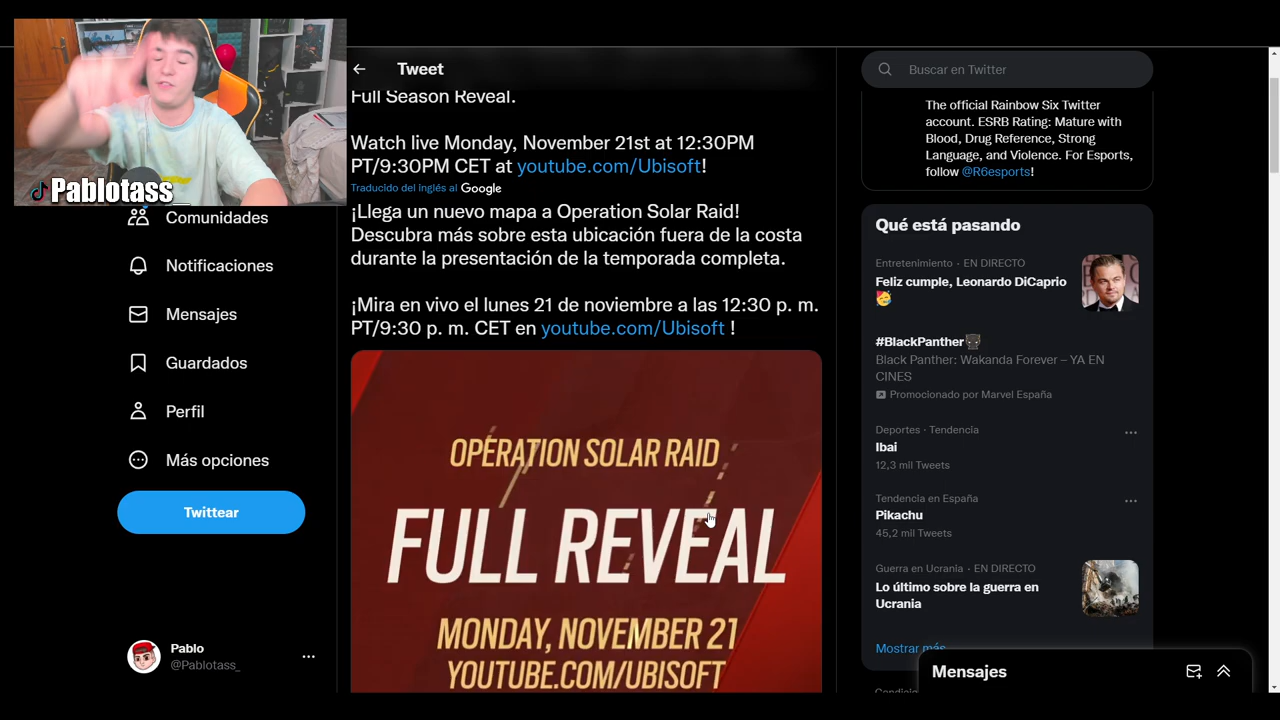 Pablotass_
Comunidades
Notificaciones
Mensajes
Guardados
Perfil
Más opciones
Twittear
Pablo
@Pablotass_
Tweet
Full Season Reveal.
Watch live Monday, November 21st at 12:30PM
PT/9:30PM CET at youtube.com/Ubisoft!
Traducido del inglés al Google
¡Llega un nuevo mapa a Operation Solar Raid!
Descubra más sobre esta ubicación fuera de la costa
durante la presentación de la temporada completa.
¡Mira en vivo el lunes 21 de noviembre a las 12:30 p. m.
PT/9:30 p. m. CET en youtube.com/Ubisoft !
OPERATION SOLAR RAID
FULL REVEAL
MONDAY, NOVEMBER 21
YOUTUBE.COM/UBISOFT
Buscar en Twitter
The official Rainbow Six Twitter
account. ESRB Rating: Mature with
Blood, Drug Reference, Strong
Language, and Violence. For Esports,
follow @R6esports!
Qué está pasando
Entretenimiento · EN DIRECTO
Feliz cumple, Leonardo DiCaprio
#BlackPanther
Black Panther: Wakanda Forever – YA EN
CINES
Promocionado por Marvel España
Deportes · Tendencia
Ibai
12,3 mil Tweets
Tendencia en España
Pikachu
45,2 mil Tweets
Guerra en Ucrania · EN DIRECTO
Lo último sobre la guerra en
Ucrania
Mostrar más
Mensajes